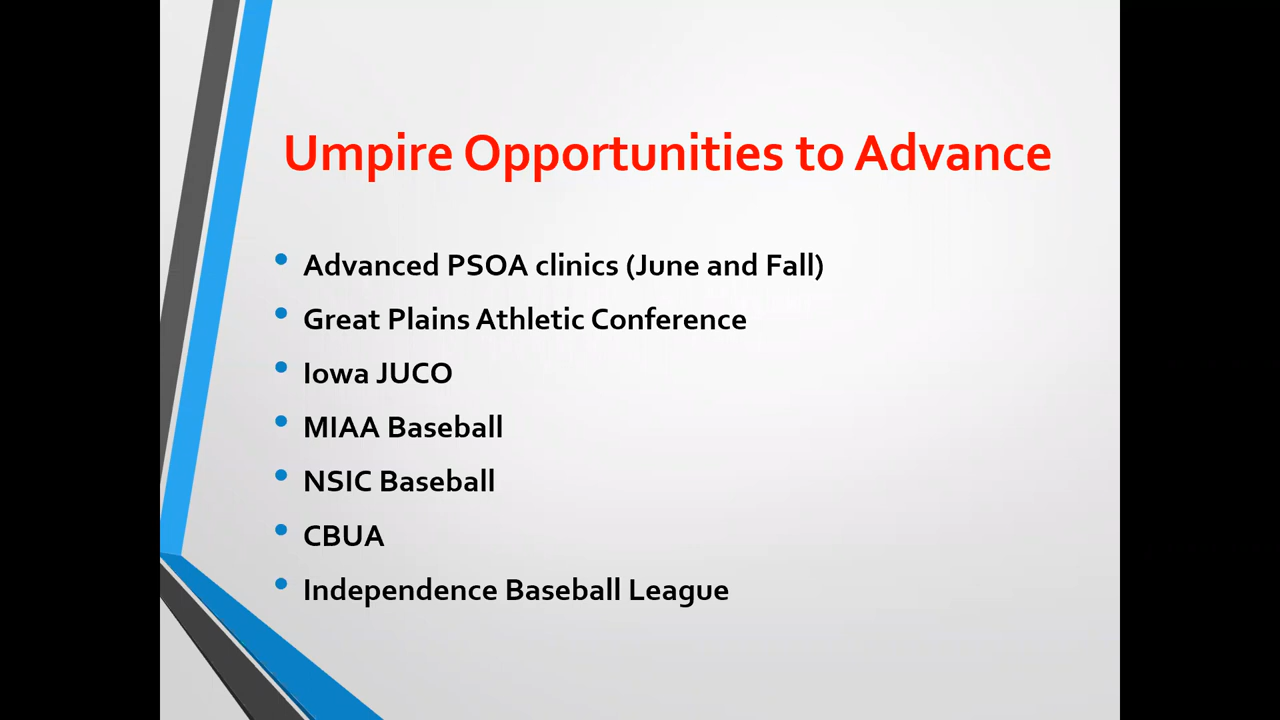 Umpire Opportunities to Advance
• Advanced PSOA clinics (June and Fall)
• Great Plains Athletic Conference
• Iowa JUCO
• MIAA Baseball
• NSIC Baseball
• CBUA
• Independence Baseball League